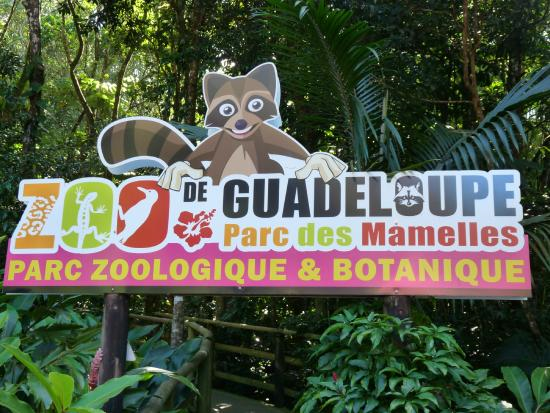 ZOO DE GUADELOUPE
Parc des Mamelles
PARC ZOOLOGIQUE & BOTANIQUE